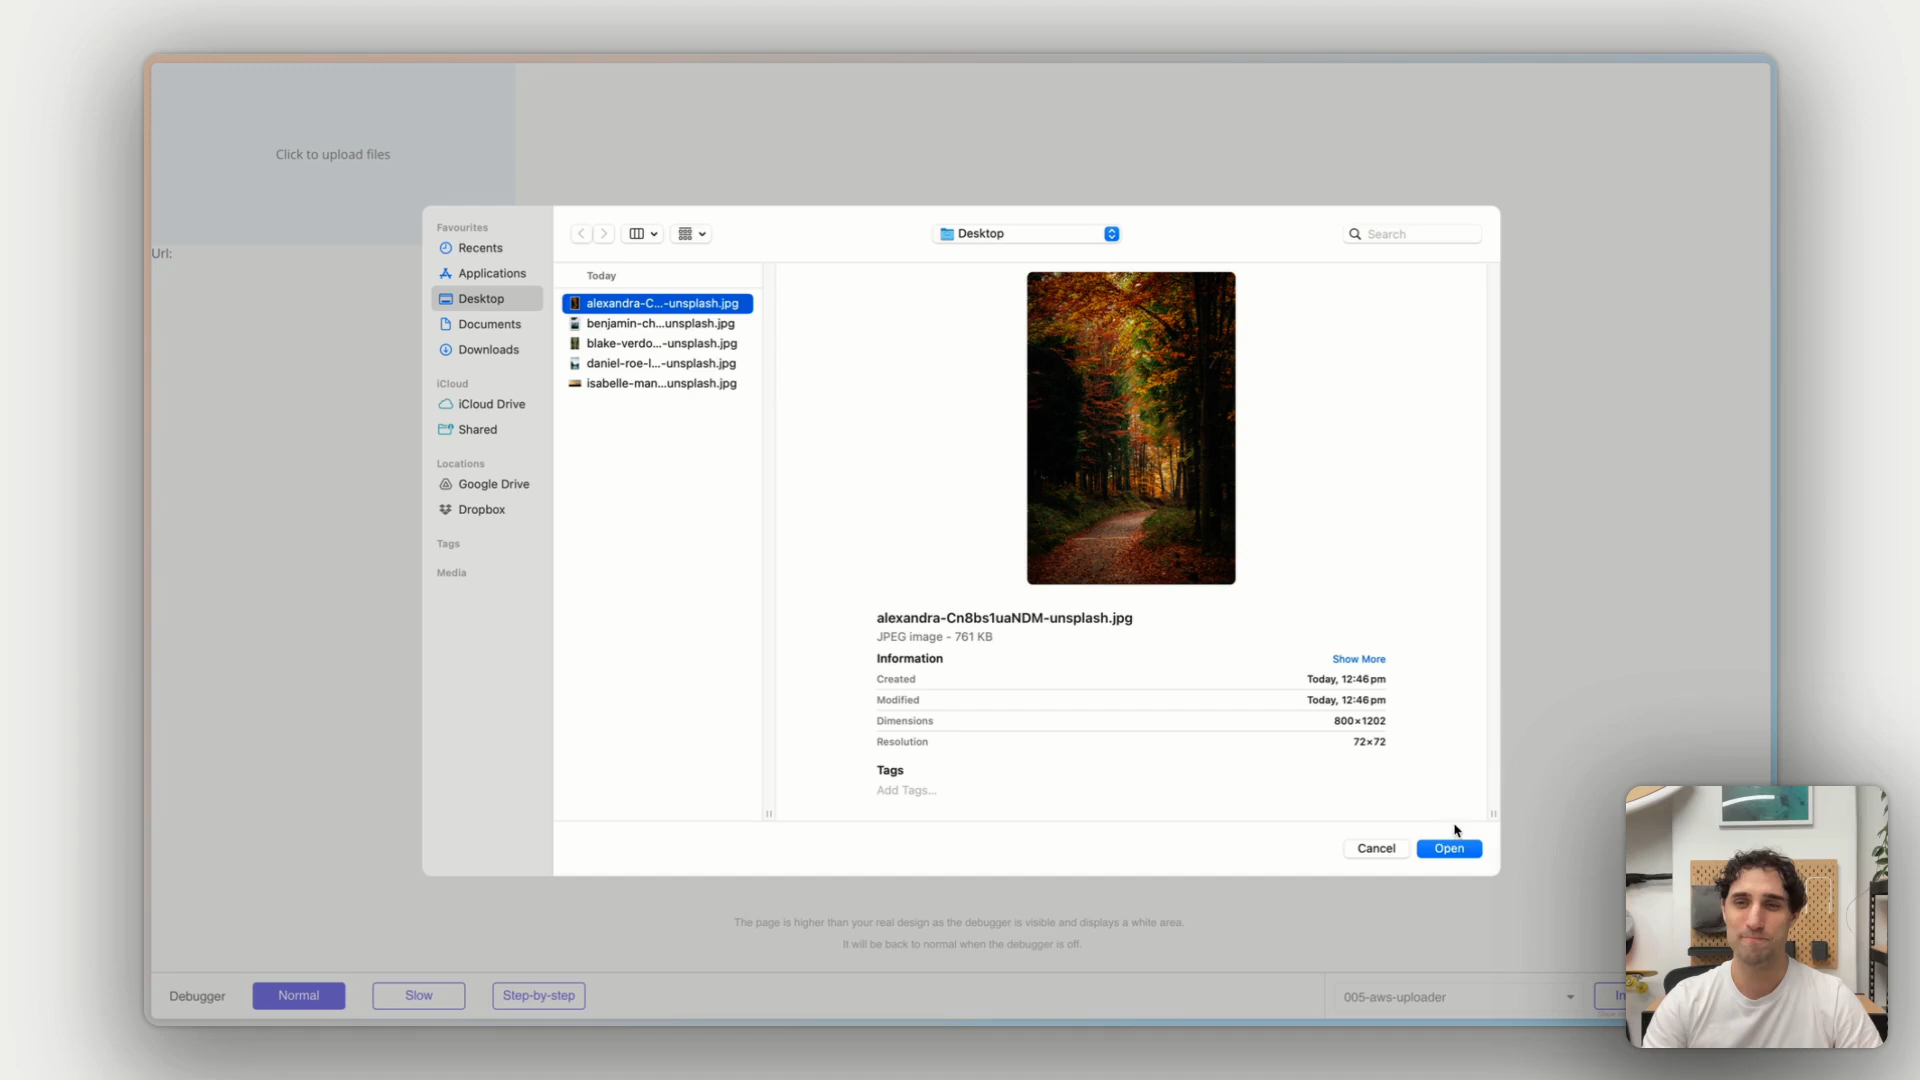 Click to upload files
Url:
Favourites
Recents
Applications
Desktop
Documents
Downloads
iCloud
iCloud Drive
Shared
Locations
Google Drive
Dropbox
Tags
Media
Desktop
Search
Today
alexandra-C...-unsplash.jpg
benjamin-ch...unsplash.jpg
blake-verdo...-unsplash.jpg
daniel-roe-l...-unsplash.jpg
isabelle-man...unsplash.jpg
alexandra-Cn8bs1uaNDM-unsplash.jpg
JPEG image - 761 KB
Information Show More
Created Today, 12:46 pm
Modified Today, 12:46 pm
Dimensions 800×1202
Resolution 72×72
Tags
Add Tags...
Cancel Open
The page is higher than your real design as the debugger is visible and displays a white area.
It will be back to normal when the debugger is off.
Debugger Normal Slow Step-by-step 005-aws-uploader